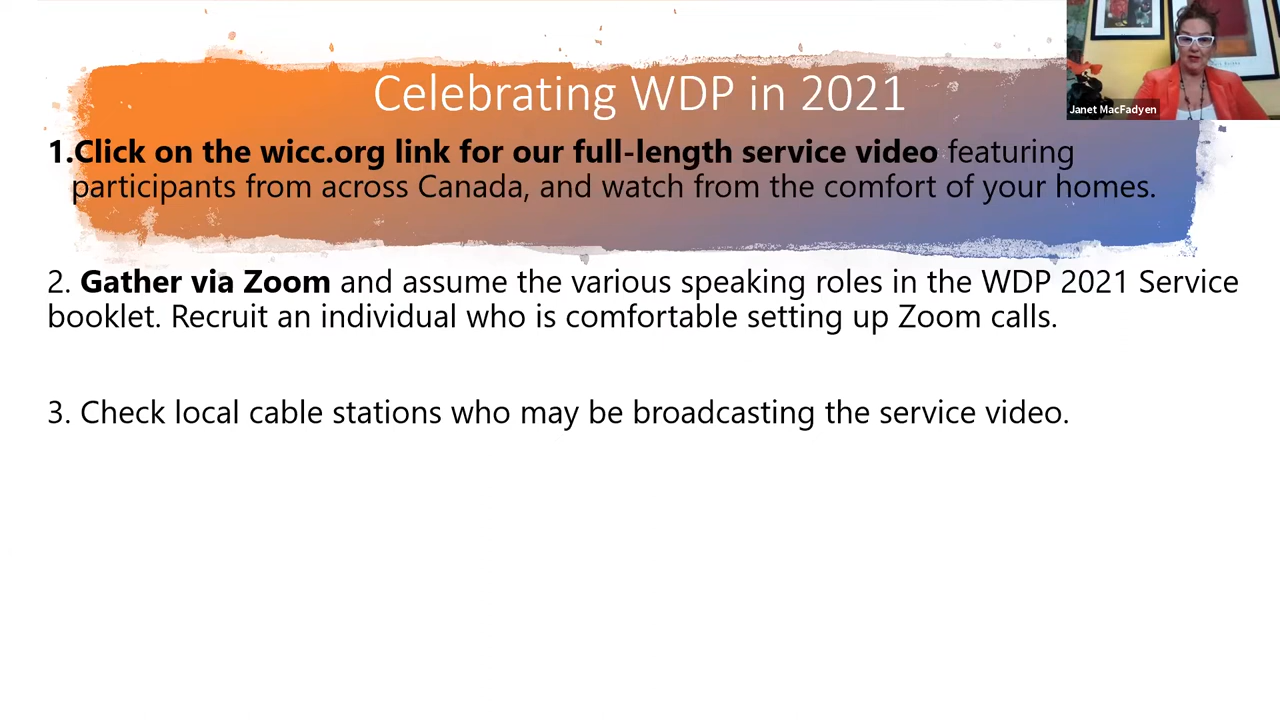 Celebrating WDP in 2021
Janet MacFadyen
1.Click on the wicc.org link for our full-length service video featuring
participants from across Canada, and watch from the comfort of your homes.
2. Gather via Zoom and assume the various speaking roles in the WDP 2021 Service
booklet. Recruit an individual who is comfortable setting up Zoom calls.
3. Check local cable stations who may be broadcasting the service video.